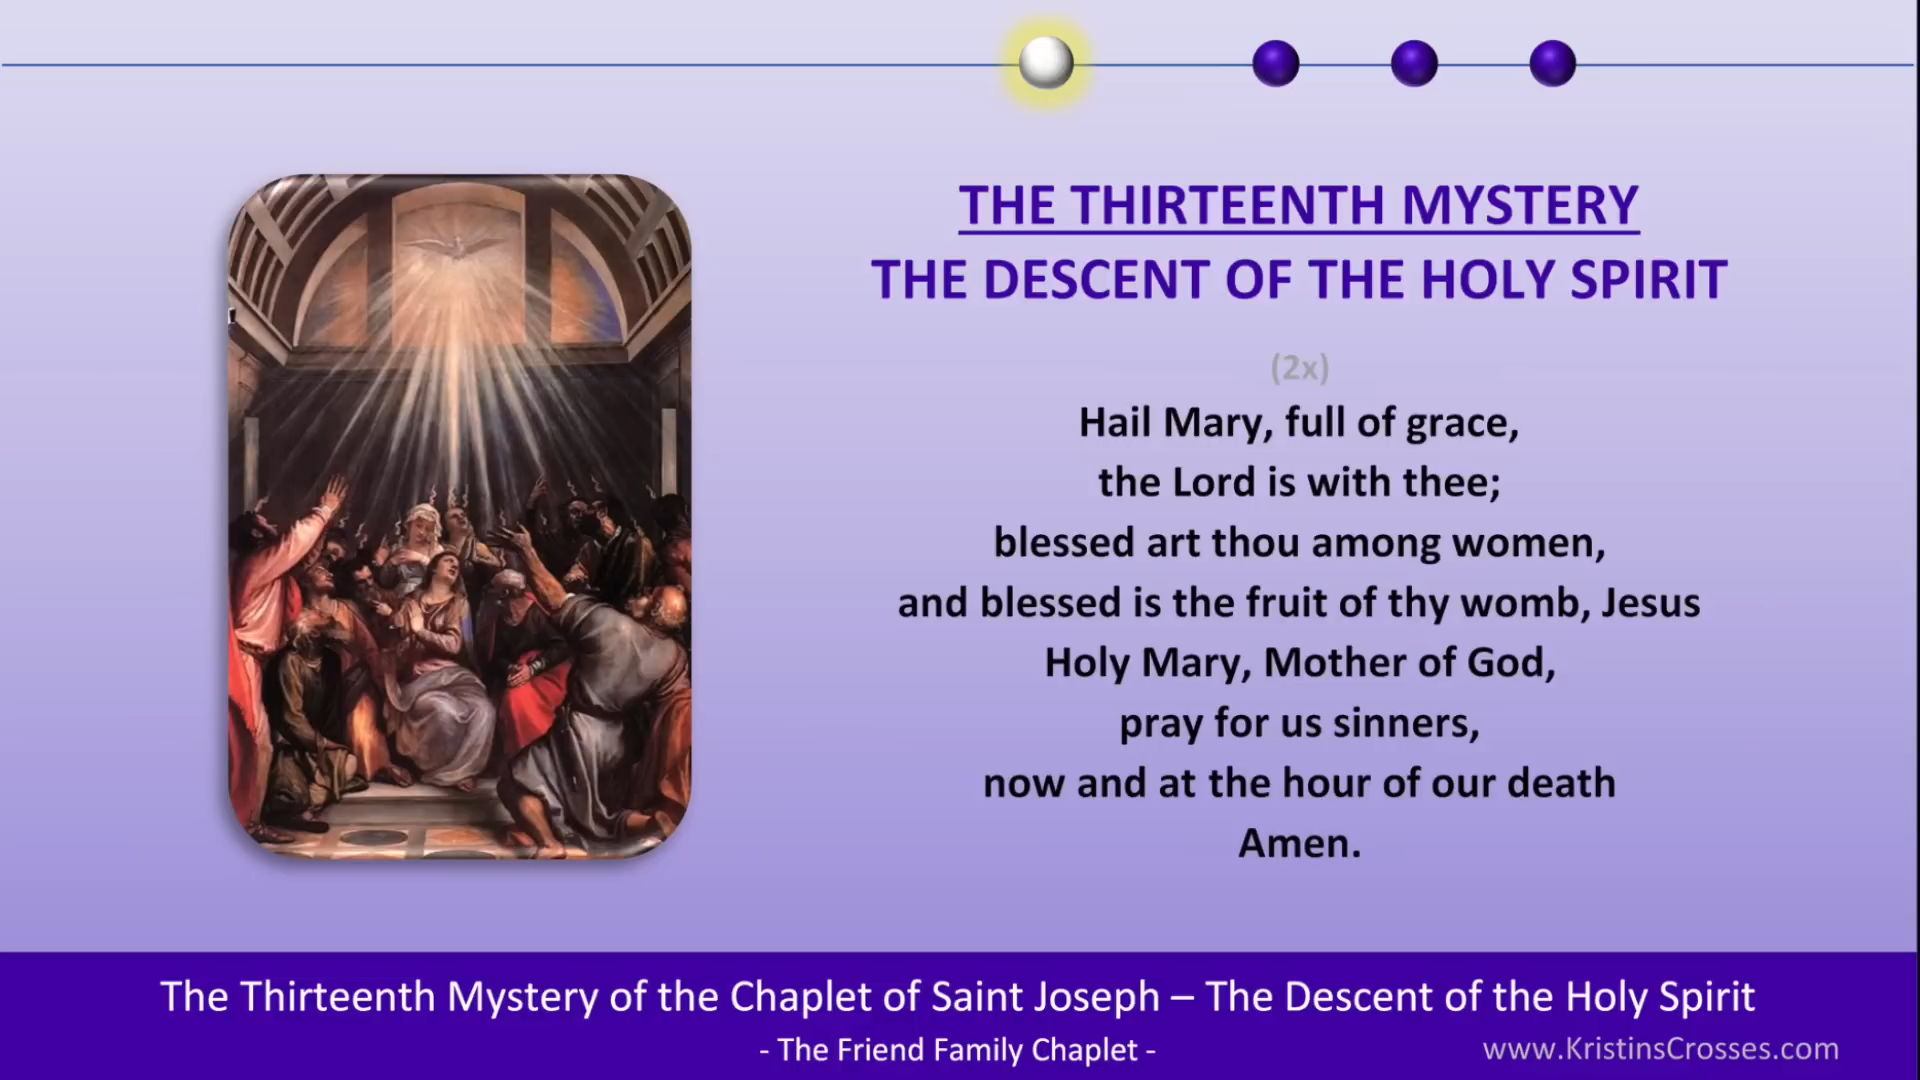 THE THIRTEENTH MYSTERY
THE DESCENT OF THE HOLY SPIRIT
(2x)
Hail Mary, full of grace,
the Lord is with thee;
blessed art thou among women,
and blessed is the fruit of thy womb, Jesus
Holy Mary, Mother of God,
pray for us sinners,
now and at the hour of our death
Amen.
The Thirteenth Mystery of the Chaplet of Saint Joseph – The Descent of the Holy Spirit
- The Friend Family Chaplet -
www.KristinsCrosses.com